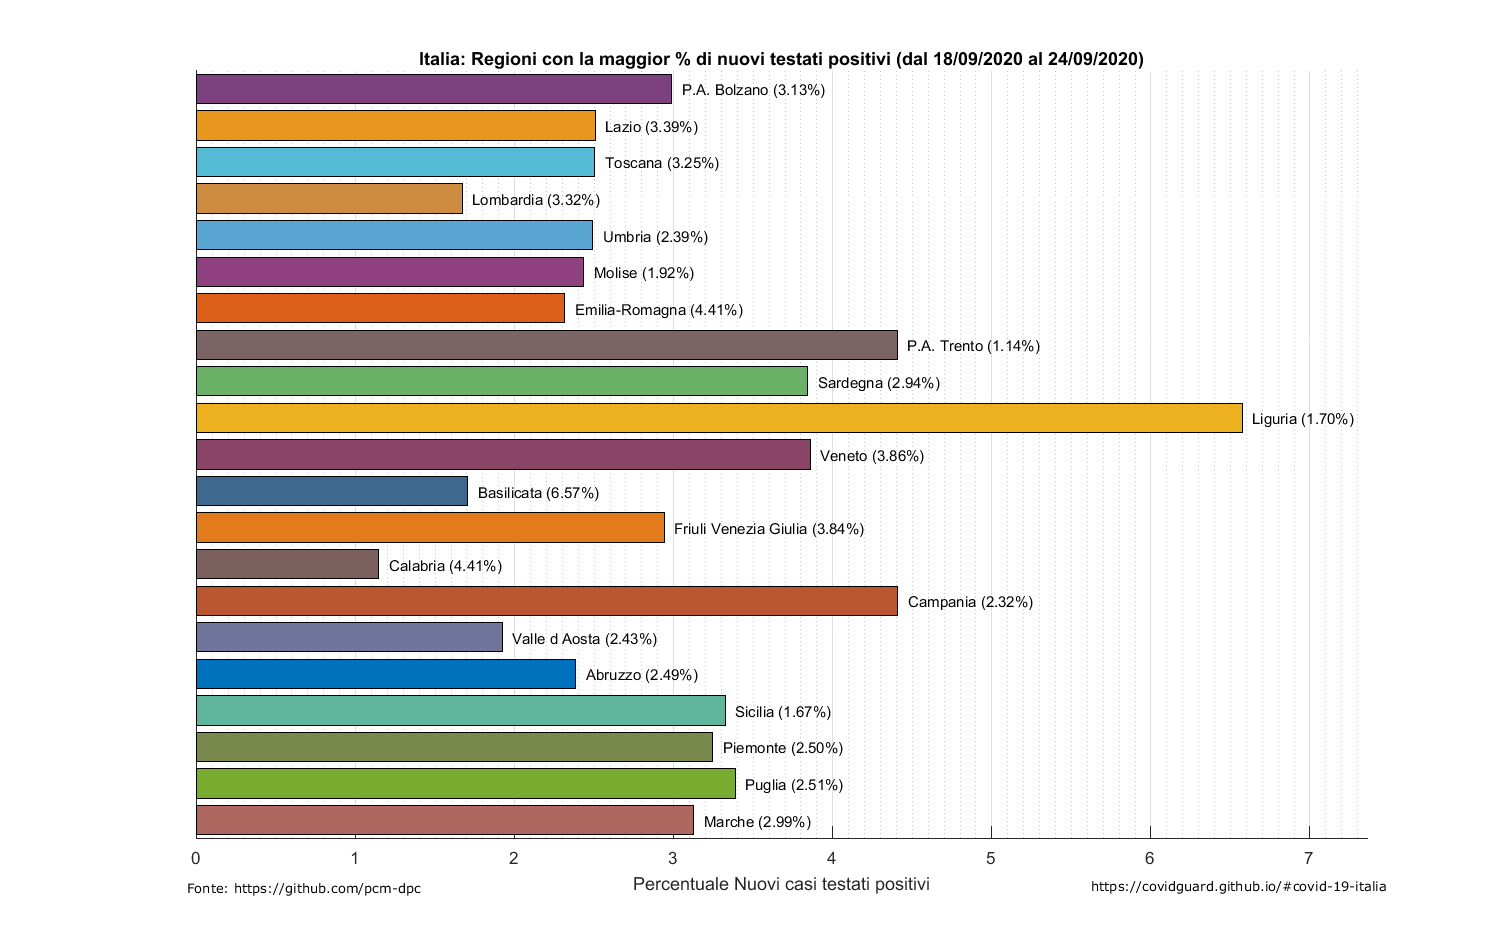 Italia: Regioni con la maggior % di nuovi testati positivi (dal 18/09/2020 al 24/09/2020)
P.A. Bolzano (3.13%)
Lazio (3.39%)
Toscana (3.25%)
Lombardia (3.32%)
Umbria (2.39%)
Molise (1.92%)
Emilia-Romagna (4.41%)
P.A. Trento (1.14%)
Sardegna (2.94%)
Liguria (1.70%)
Veneto (3.86%)
Basilicata (6.57%)
Friuli Venezia Giulia (3.84%)
Calabria (4.41%)
Campania (2.32%)
Valle d Aosta (2.43%)
Abruzzo (2.49%)
Sicilia (1.67%)
Piemonte (2.50%)
Puglia (2.51%)
Marche (2.99%)
0 1 2 3 4 5 6 7
Percentuale Nuovi casi testati positivi
Fonte: https://github.com/pcm-dpc
https://covidguard.github.io/#covid-19-italia